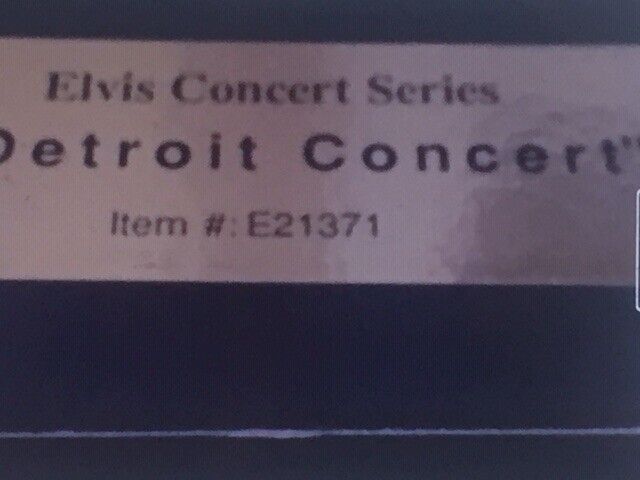 Elvis Concert Series
Detroit Concert"
Item #: E21371